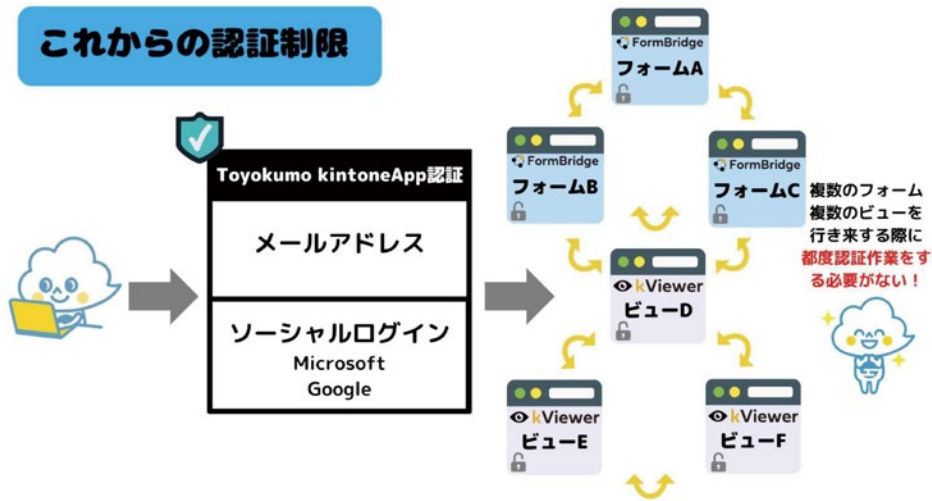 これからの認証制限
Toyokumo kintoneApp認証
メールアドレス
ソーシャルログイン
Microsoft
Google
FormBridge
フォームA
FormBridge
フォームB
FormBridge
フォームC
kViewer
ビューD
kViewer
ビューE
kViewer
ビューF
複数のフォーム
複数のビューを
行き来する際に
都度認証作業をす
る必要がない！